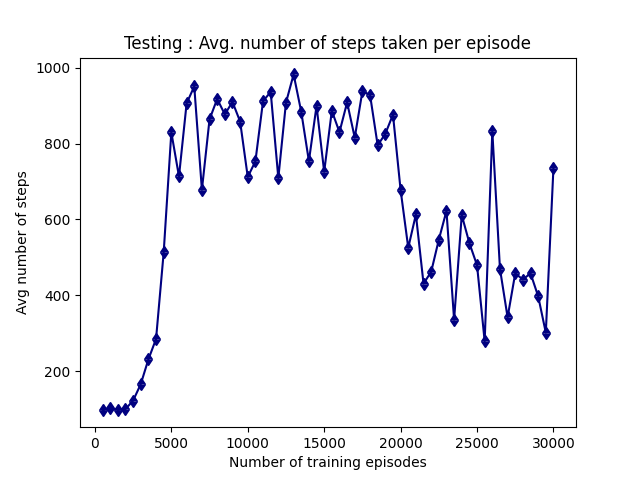 Testing : Avg. number of steps taken per episode
1000
800
600
400
200
Avg number of steps
0 5000 10000 15000 20000 25000 30000
Number of training episodes